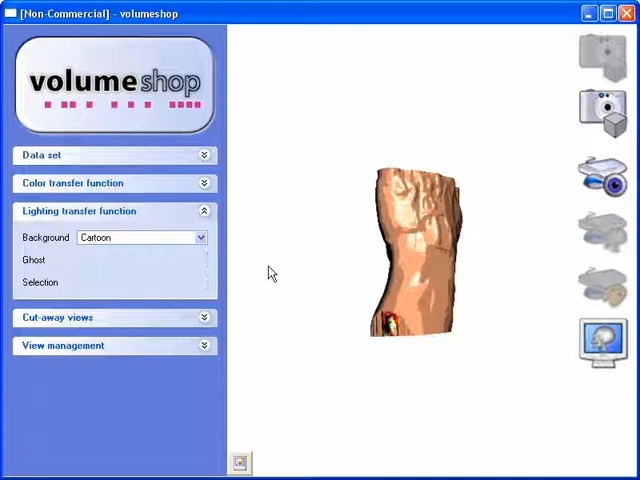 [Non-Commercial] - volumeshop
volumeshop
Data set
Color transfer function
Lighting transfer function
Background Cartoon
Ghost
Selection
Cut-away views
View management